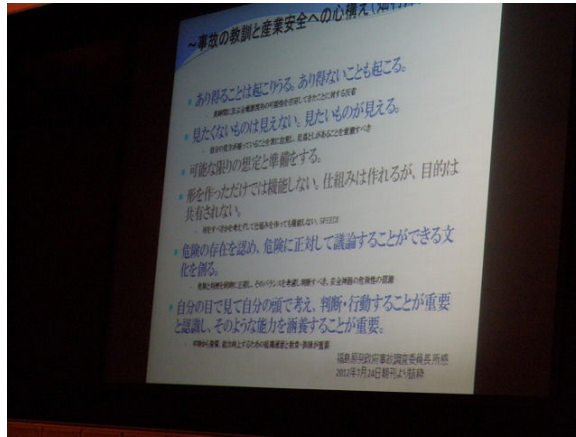 ～事故の教訓と産業安全への心構え(畑村
・あり得ることは起こりうる。あり得ないことも起こる。
・見たくないものは見えない。見たいものが見える。
・可能な限りの想定と準備をする。
・形を作っただけでは機能しない。仕組みは作れるが、目的は
共有されない。
・危険の存在を認め、危険に正対して議論することができる文
化を創る。
・自分の目で見て自分の頭で考え、判断・行動することが重要
と認識し、そのような能力を涵養することが重要。
福島原発政府事故調査委員長所感
2012年7月24日朝刊より抜粋